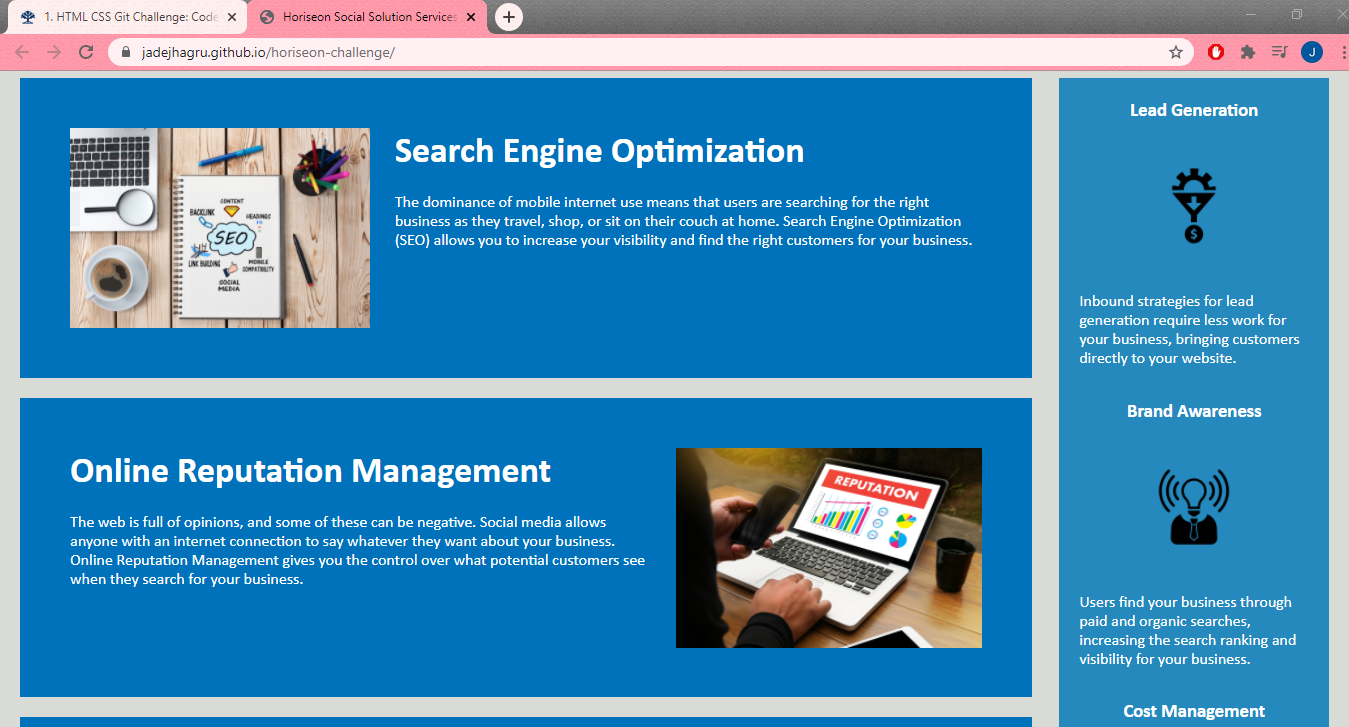 1. HTML CSS Git Challenge: Code
Horiseon Social Solution Services
jadejhagru.github.io/horiseon-challenge/
J
Search Engine Optimization
The dominance of mobile internet use means that users are searching for the right
business as they travel, shop, or sit on their couch at home. Search Engine Optimization
(SEO) allows you to increase your visibility and find the right customers for your business.
CONTENT
BACKLINK
HEADINGS
SEO
LINK BUILDING
MOBILE
COMPATIBILITY
SOCIAL
MEDIA
Online Reputation Management
The web is full of opinions, and some of these can be negative. Social media allows
anyone with an internet connection to say whatever they want about your business.
Online Reputation Management gives you the control over what potential customers see
when they search for your business.
REPUTATION
Lead Generation
$
Inbound strategies for lead
generation require less work for
your business, bringing customers
directly to your website.
Brand Awareness
Users find your business through
paid and organic searches,
increasing the search ranking and
visibility for your business.
Cost Management